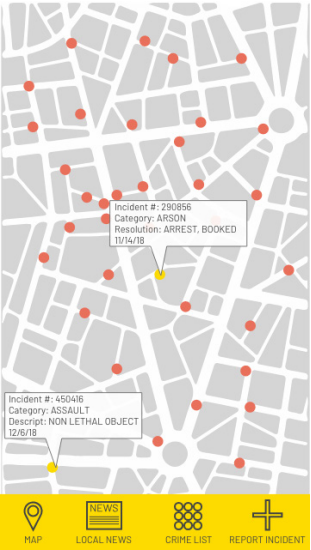 Incident #: 290856
Category: ARSON
Resolution: ARREST, BOOKED
11/14/18
Incident #: 450416
Category: ASSAULT
Descript: NON LETHAL OBJECT
12/6/18
NEWS
MAP
LOCAL NEWS
CRIME LIST
REPORT INCIDENT